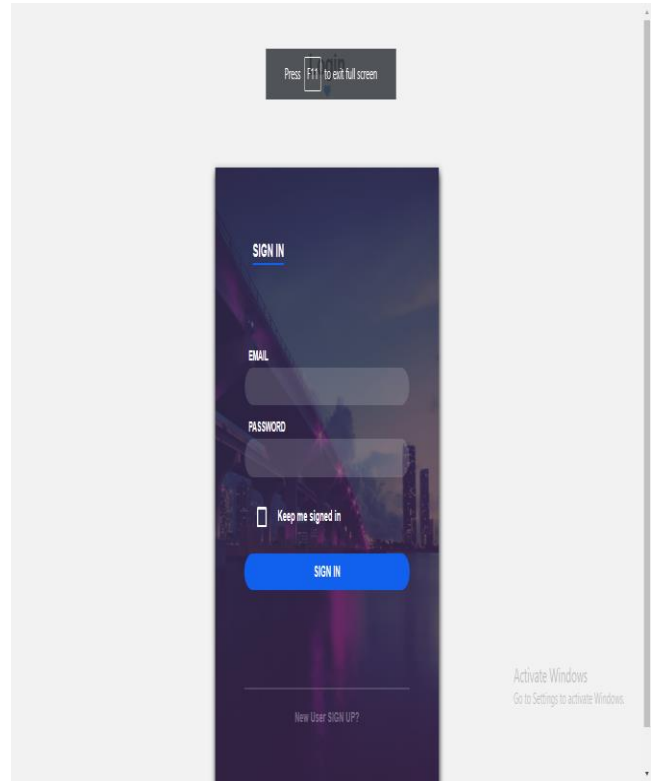 Login
Press F11 to exit full screen
SIGN IN
EMAIL
PASSWORD
Keep me signed in
SIGN IN
Activate Windows
Go to Settings to activate Windows.
New User SIGN UP?